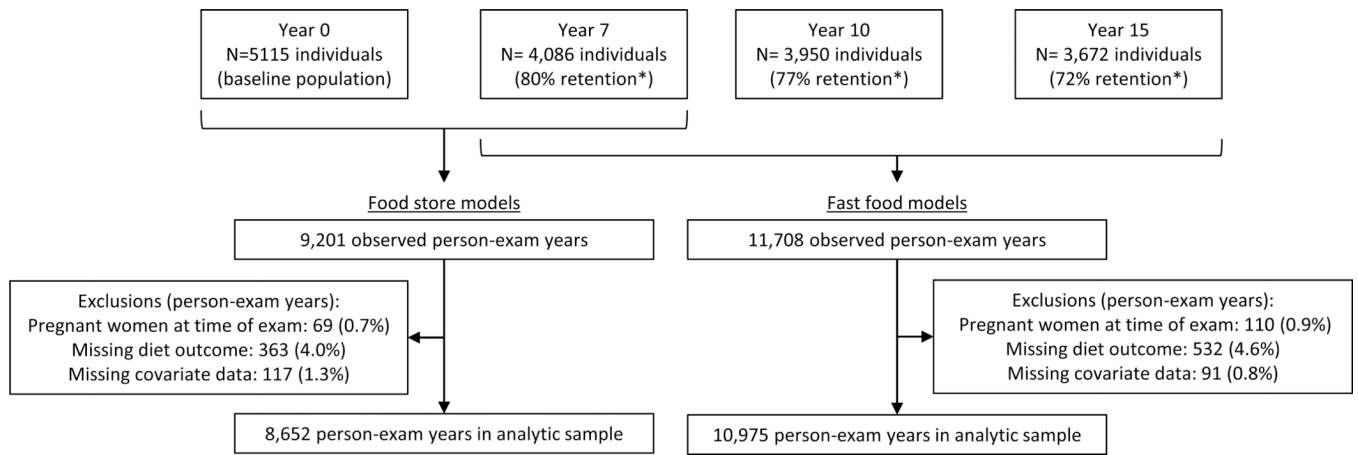 Year 0
N=5115 individuals
(baseline population)
Year 7
N= 4,086 individuals
(80% retention*)
Year 10
N= 3,950 individuals
(77% retention*)
Year 15
N= 3,672 individuals
(72% retention*)
Food store models
9,201 observed person-exam years
Exclusions (person-exam years):
Pregnant women at time of exam: 69 (0.7%)
Missing diet outcome: 363 (4.0%)
Missing covariate data: 117 (1.3%)
8,652 person-exam years in analytic sample
Fast food models
11,708 observed person-exam years
Exclusions (person-exam years):
Pregnant women at time of exam: 110 (0.9%)
Missing diet outcome: 532 (4.6%)
Missing covariate data: 91 (0.8%)
10,975 person-exam years in analytic sample